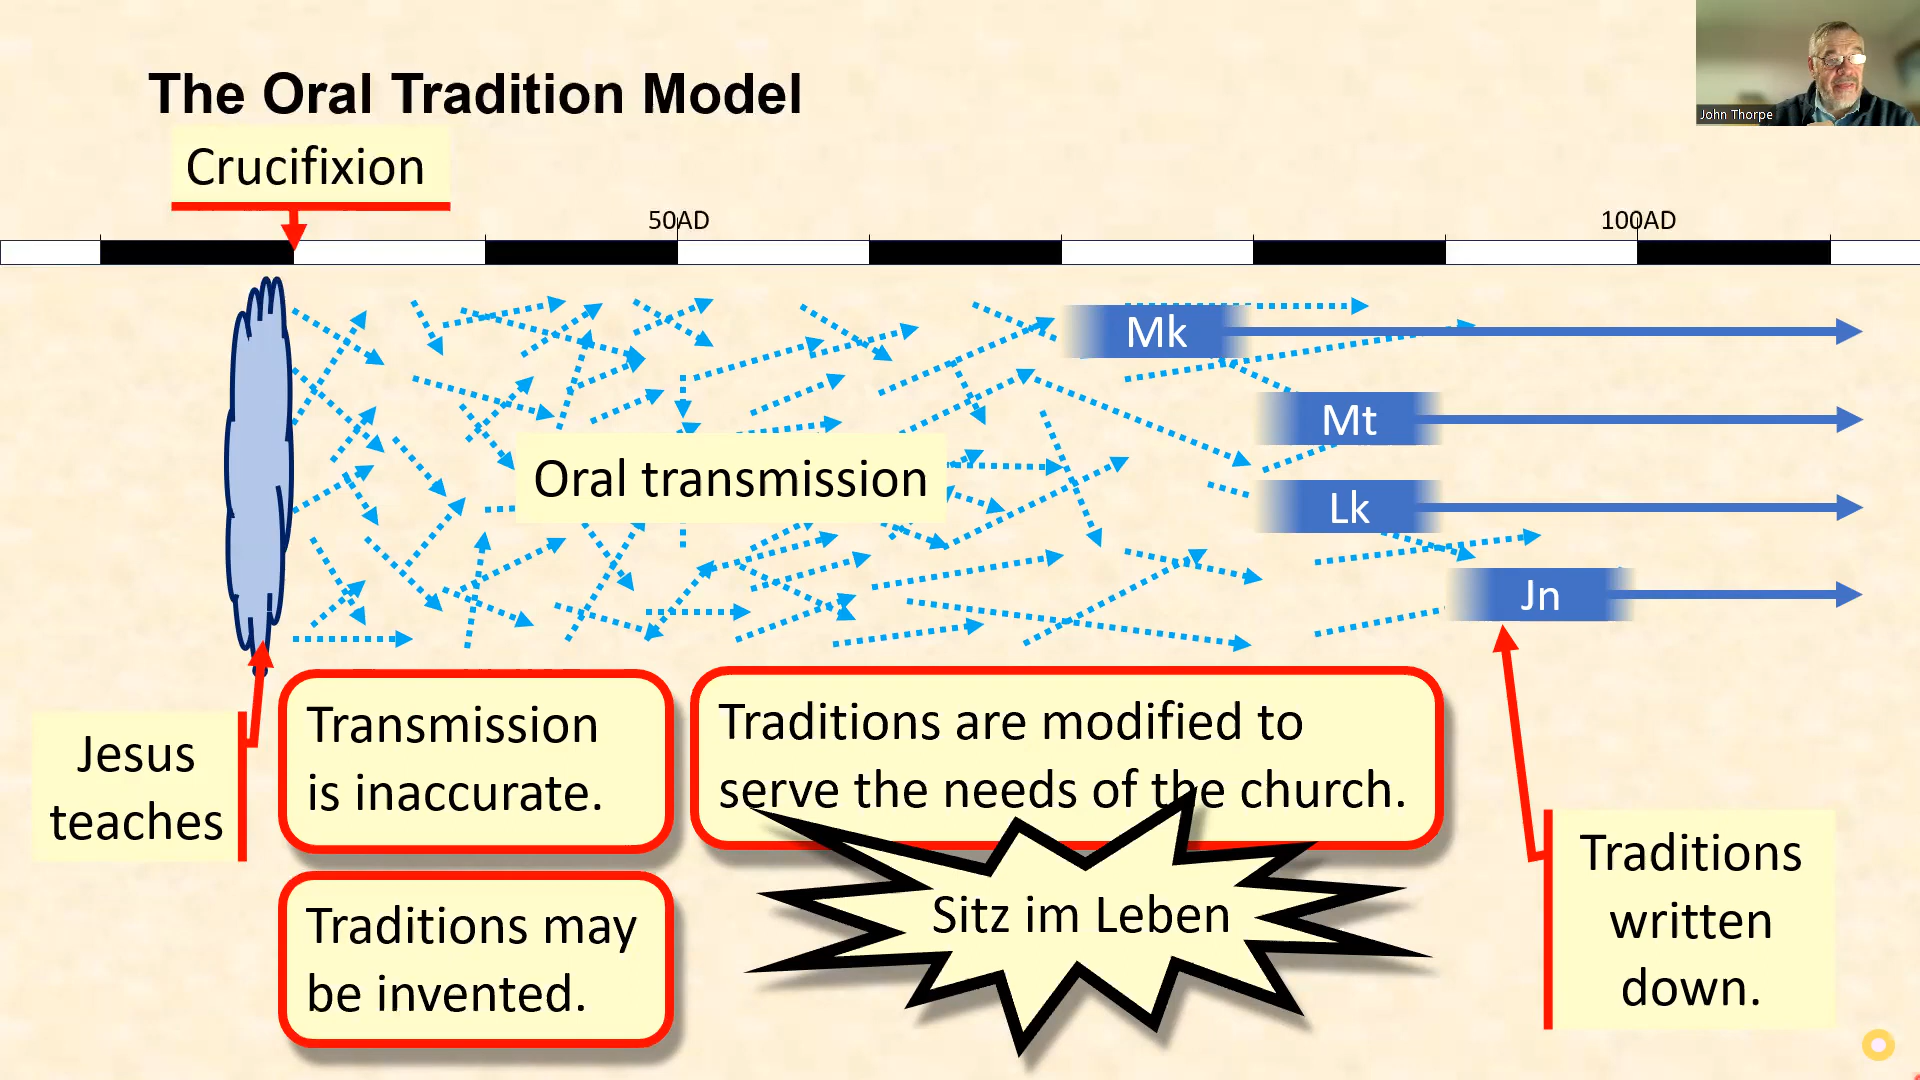 The Oral Tradition Model
John Thorpe
Crucifixion
50AD
100AD
Mk
Mt
Oral transmission
Lk
Jn
Jesus
teaches
Transmission
is inaccurate.
Traditions are modified to
serve the needs of the church.
Traditions may
be invented.
Sitz im Leben
Traditions
written
down.